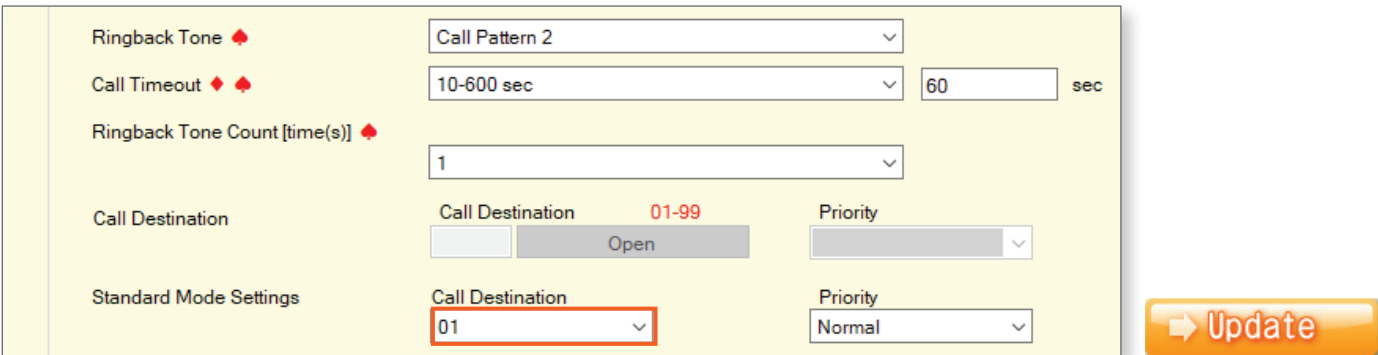 Ringback Tone ♠ Call Pattern 2
Call Timeout ♦ ♠ 10-600 sec 60 sec
Ringback Tone Count [time(s)] ♠
1
Call Destination 01-99 Priority
Call Destination
Open
Standard Mode Settings Call Destination Priority
01 Normal
Update